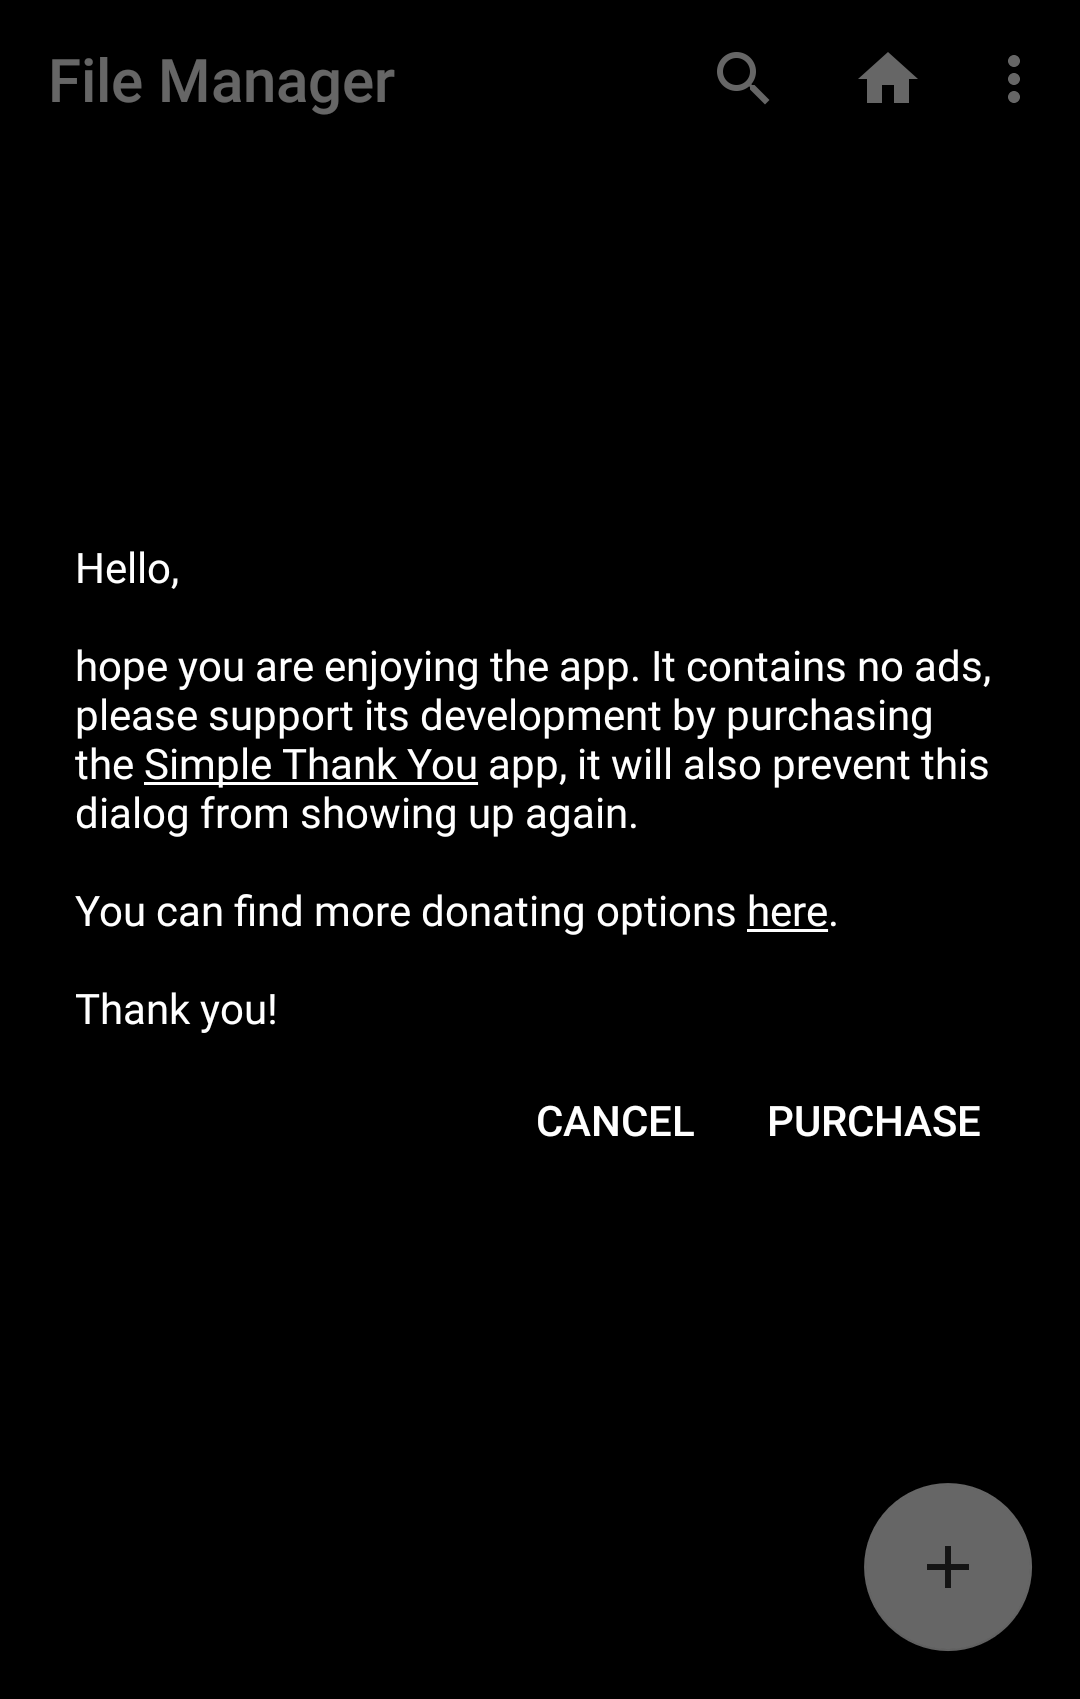 File Manager
Hello,
hope you are enjoying the app. It contains no ads,
please support its development by purchasing
the Simple Thank You app, it will also prevent this
dialog from showing up again.
You can find more donating options here.
Thank you!
CANCEL PURCHASE